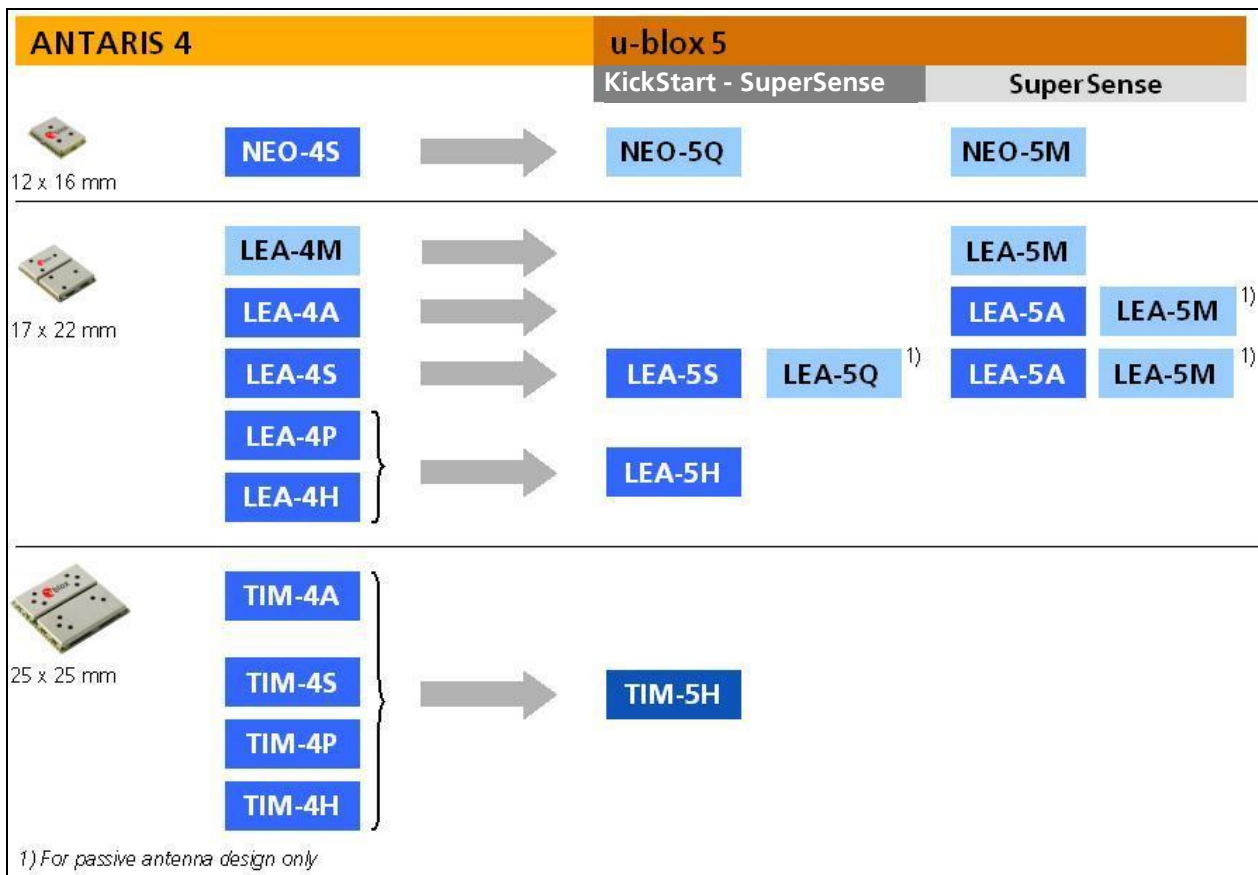 ANTARIS 4 u-blox 5
KickStart - SuperSense SuperSense
NEO-4S NEO-5Q NEO-5M
12 x 16 mm
LEA-4M LEA-5M
LEA-4A LEA-5A LEA-5M 1)
17 x 22 mm
LEA-4S LEA-5S LEA-5Q 1) LEA-5A LEA-5M 1)
LEA-4P
LEA-5H
LEA-4H
blox
TIM-4A
25 x 25 mm
TIM-4S
TIM-5H
TIM-4P
TIM-4H
1) For passive antenna design only